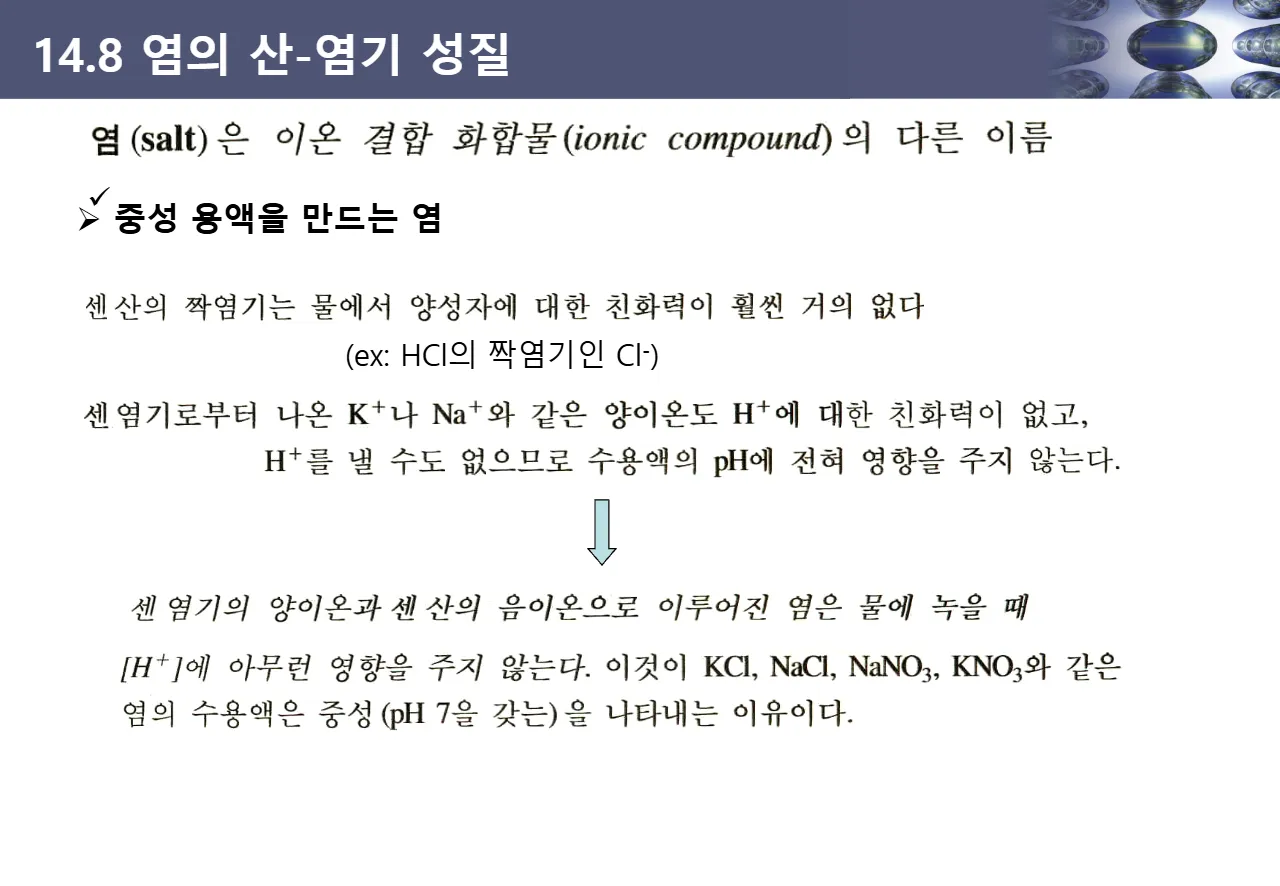 14.8 염의 산-염기 성질
염(salt)은 이온 결합 화합물(ionic compound)의 다른 이름
중성 용액을 만드는 염
센산의 짝염기는 물에서 양성자에 대한 친화력이 훨씬 거의 없다
(ex: HCl의 짝염기인 Cl⁻)
센염기로부터 나온 K⁺나 Na⁺와 같은 양이온도 H⁺에 대한 친화력이 없고,
H⁺를 낼 수도 없으므로 수용액의 pH에 전혀 영향을 주지 않는다.
센 염기의 양이온과 센 산의 음이온으로 이루어진 염은 물에 녹을 때
[H⁺]에 아무런 영향을 주지 않는다. 이것이 KCl, NaCl, NaNO₃, KNO₃와 같은
염의 수용액은 중성(pH 7을 갖는)을 나타내는 이유이다.